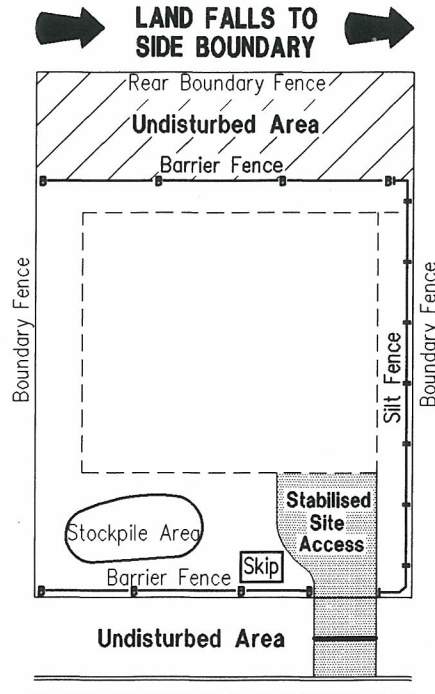 LAND FALLS TO
SIDE BOUNDARY
Rear Boundary Fence
Undisturbed Area
Barrier Fence
B B B B
Boundary Fence
Silt Fence
Boundary Fence
Stabilised
Site
Access
Stockpile Area
Skip
Barrier Fence
B B B B
Undisturbed Area